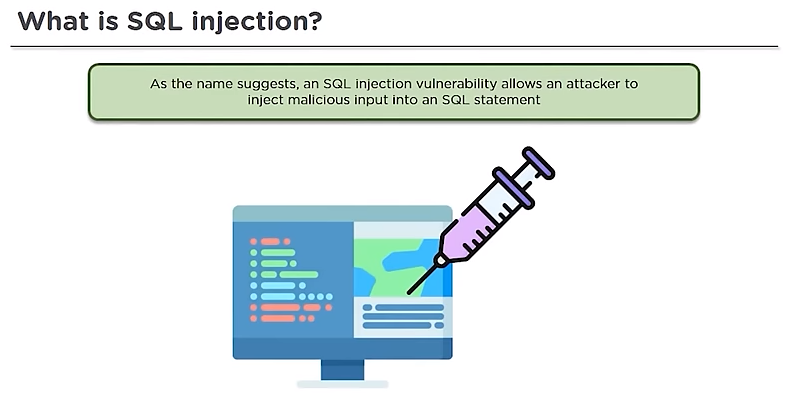 What is SQL injection?
As the name suggests, an SQL injection vulnerability allows an attacker to
inject malicious input into an SQL statement